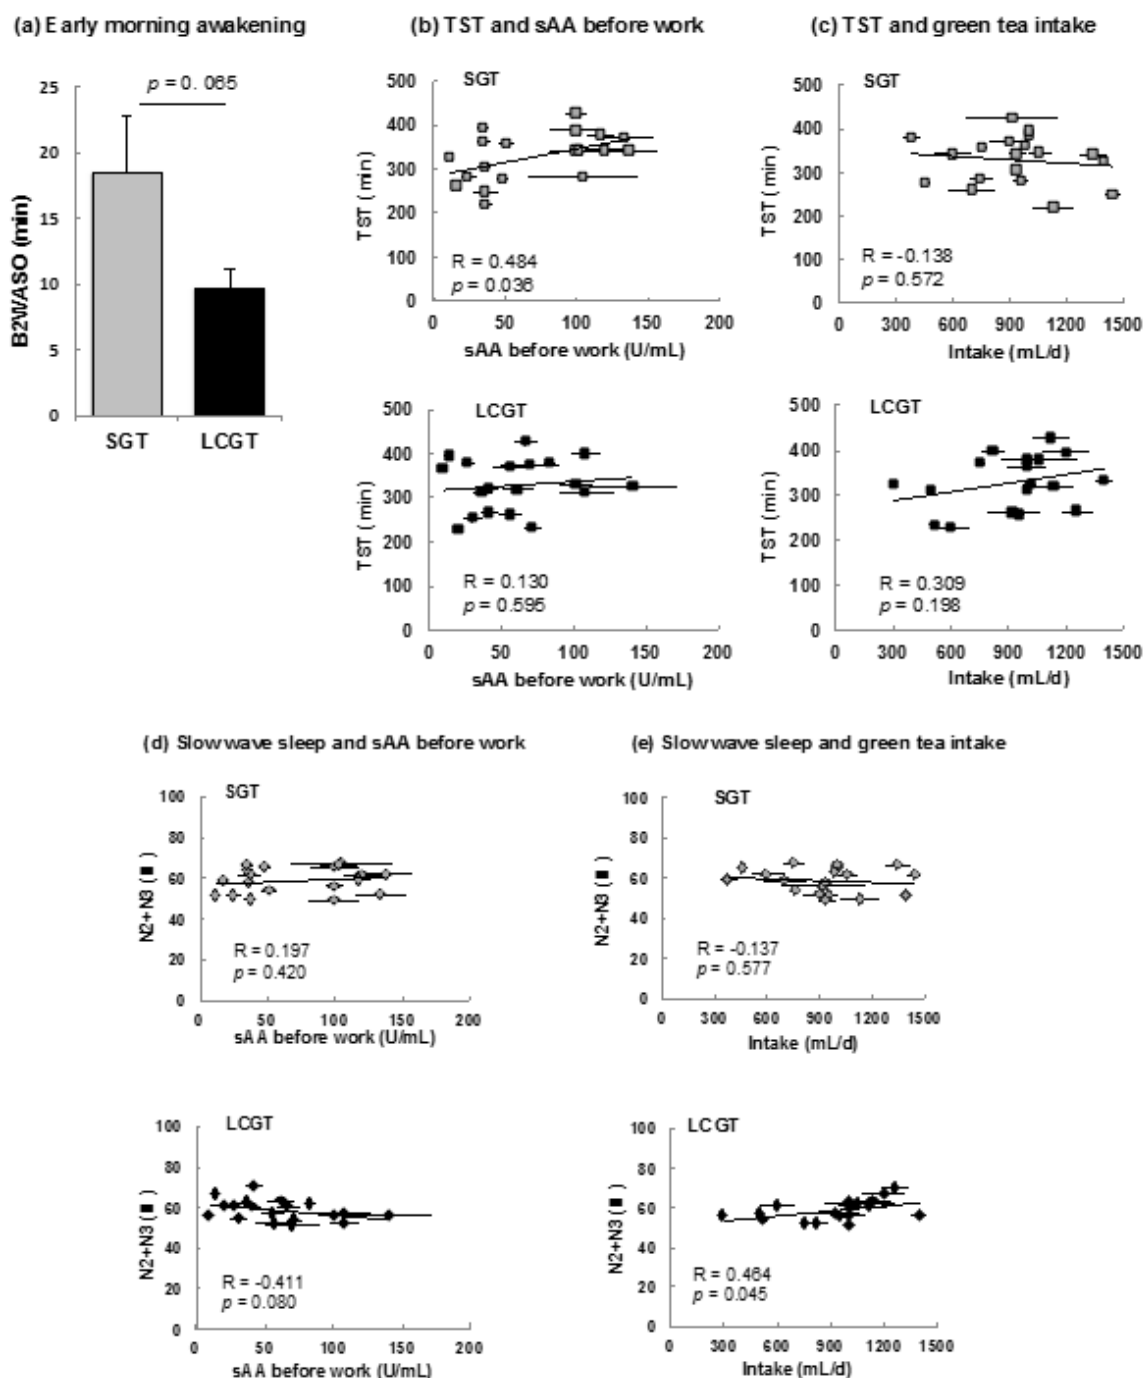 (a) Early morning awakening
(b) TST and sAA before work
(c) TST and green tea intake
p = 0.065
B2WASO (min)
25
20
15
10
5
0
SGT
LCGT
SGT
TST (min)
500
400
300
200
100
0
R = 0.484
p = 0.036
0
50
100
150
200
sAA before work (U/mL)
SGT
TST (min)
500
400
300
200
100
0
R = -0.138
p = 0.572
0
300
600
900
1200
1500
Intake (mL/d)
LCGT
TST (min)
500
400
300
200
100
0
R = 0.130
p = 0.595
0
50
100
150
200
sAA before work (U/mL)
LCGT
TST (min)
500
400
300
200
100
0
R = 0.309
p = 0.198
0
300
600
900
1200
1500
Intake (mL/d)
(d) Slow wave sleep and sAA before work
(e) Slow wave sleep and green tea intake
SGT
N2+N3 (
100
80
60
40
20
0
R = 0.197
p = 0.420
0
50
100
150
200
sAA before work (U/mL)
SGT
N2+N3 (
100
80
60
40
20
0
R = -0.137
p = 0.577
0
300
600
900
1200
1500
Intake (mL/d)
LCGT
N2+N3 (
100
80
60
40
20
0
R = -0.411
p = 0.080
0
50
100
150
200
sAA before work (U/mL)
LCGT
N2+N3 (
100
80
60
40
20
0
R = 0.464
p = 0.045
0
300
600
900
1200
1500
Intake (mL/d)